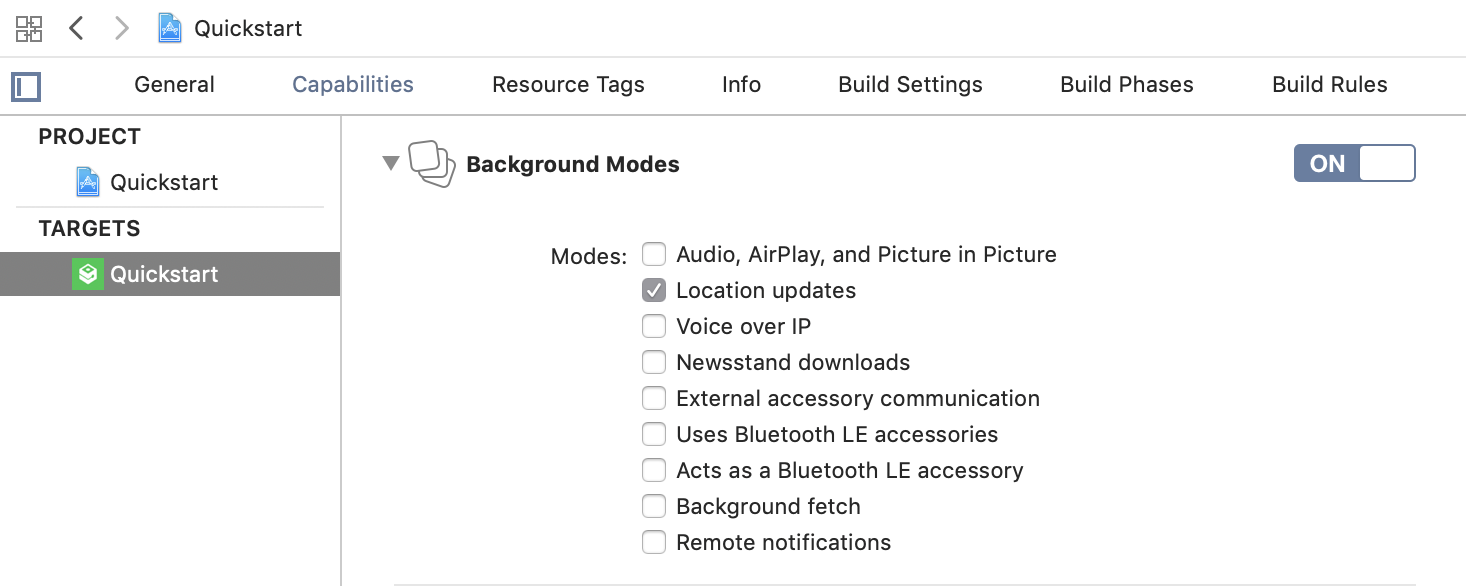 Quickstart
General Capabilities Resource Tags Info Build Settings Build Phases Build Rules
PROJECT
Quickstart
TARGETS
Quickstart
Background Modes ON
Modes: Audio, AirPlay, and Picture in Picture
Location updates
Voice over IP
Newsstand downloads
External accessory communication
Uses Bluetooth LE accessories
Acts as a Bluetooth LE accessory
Background fetch
Remote notifications